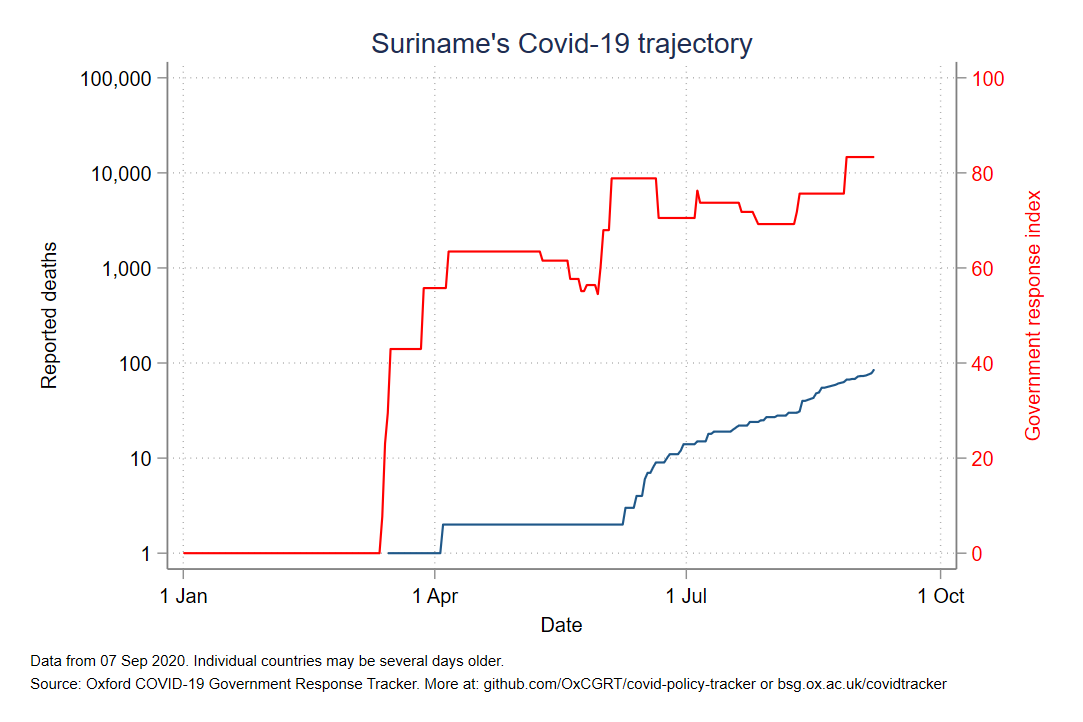 Suriname's Covid-19 trajectory
100,000
10,000
1,000
100
10
1
Reported deaths
100
80
60
40
20
0
Government response index
1 Jan
1 Apr
1 Jul
1 Oct
Date
Data from 07 Sep 2020. Individual countries may be several days older.
Source: Oxford COVID-19 Government Response Tracker. More at: github.com/OxCGRT/covid-policy-tracker or bsg.ox.ac.uk/covidtracker